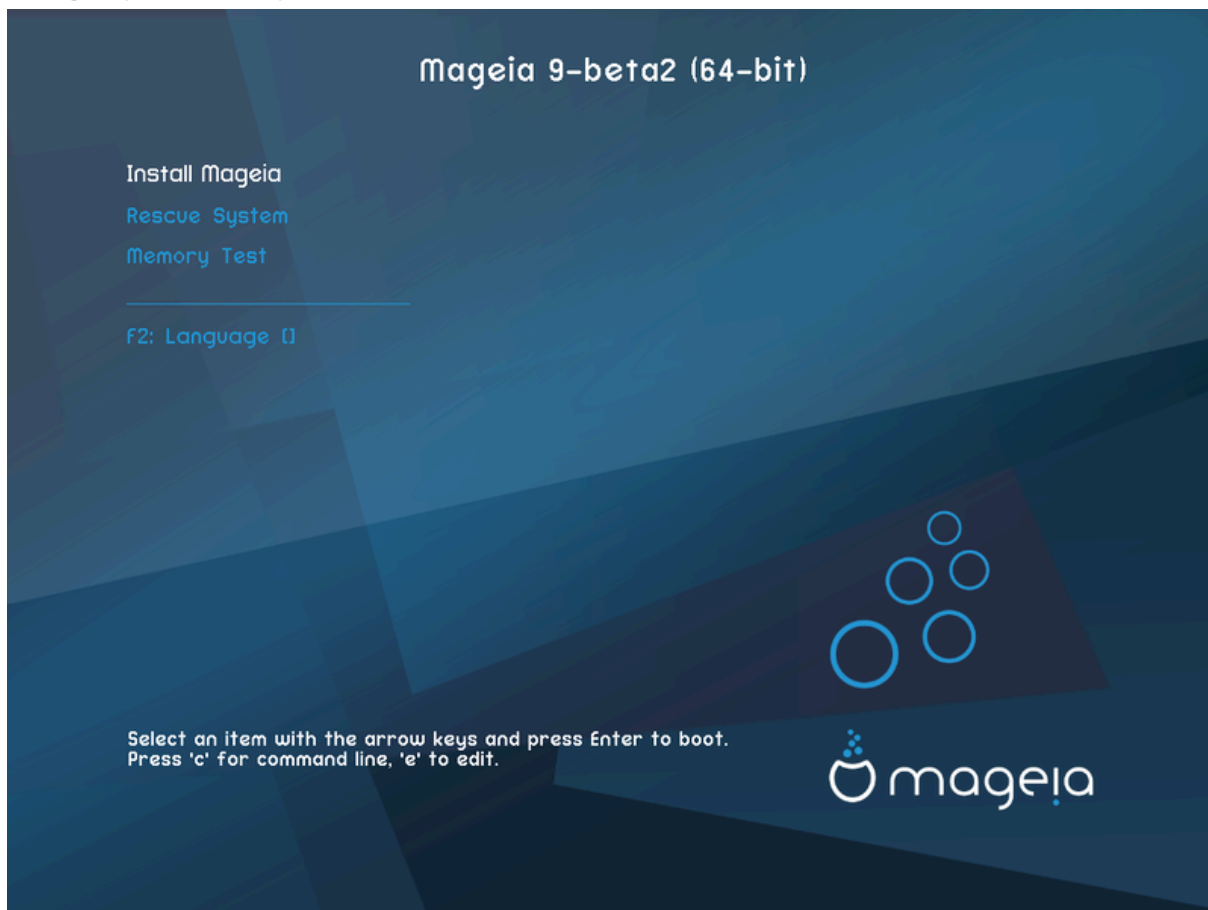 Mageia 9-beta2 (64-bit)
Install Mageia
Rescue System
Memory Test
F2: Language []
Select an item with the arrow keys and press Enter to boot.
Press 'c' for command line, 'e' to edit.
mageia